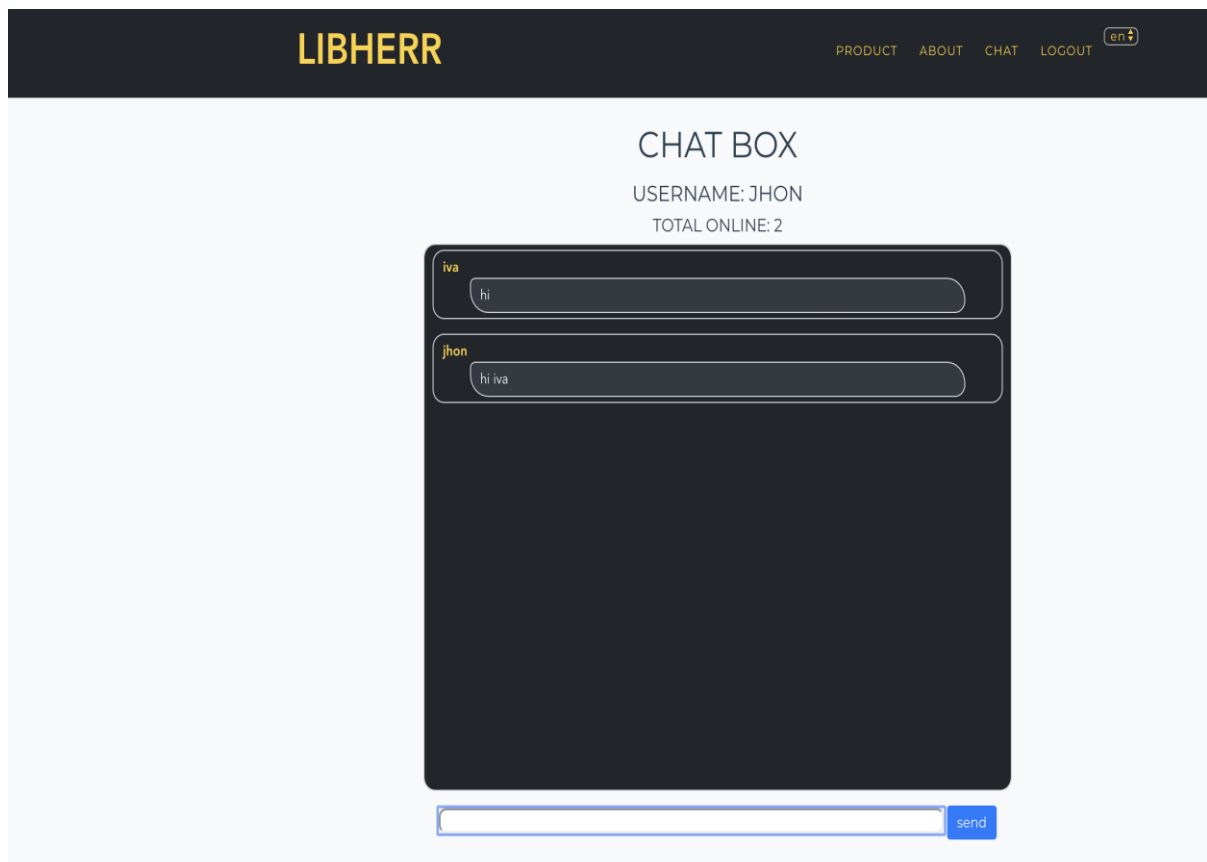 LIBHERR
PRODUCT ABOUT CHAT LOGOUT en
CHAT BOX
USERNAME: JHON
TOTAL ONLINE: 2
iva
hi
jhon
hi iva
send